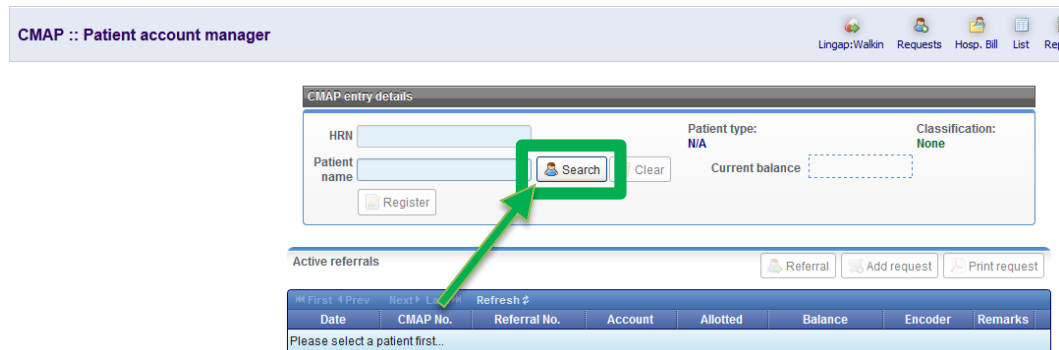 CMAP :: Patient account manager
Lingap:Walkin Requests Hosp. Bill List
CMAP entry details
HRN
Patient type:
N/A
Classification:
None
Patient name
Search
Clear
Current balance
Register
Active referrals
Referral Add request Print request
First Prev Next Refresh
Date CMAP No. Referral No. Account Allotted Balance Encoder Remarks
Please select a patient first...